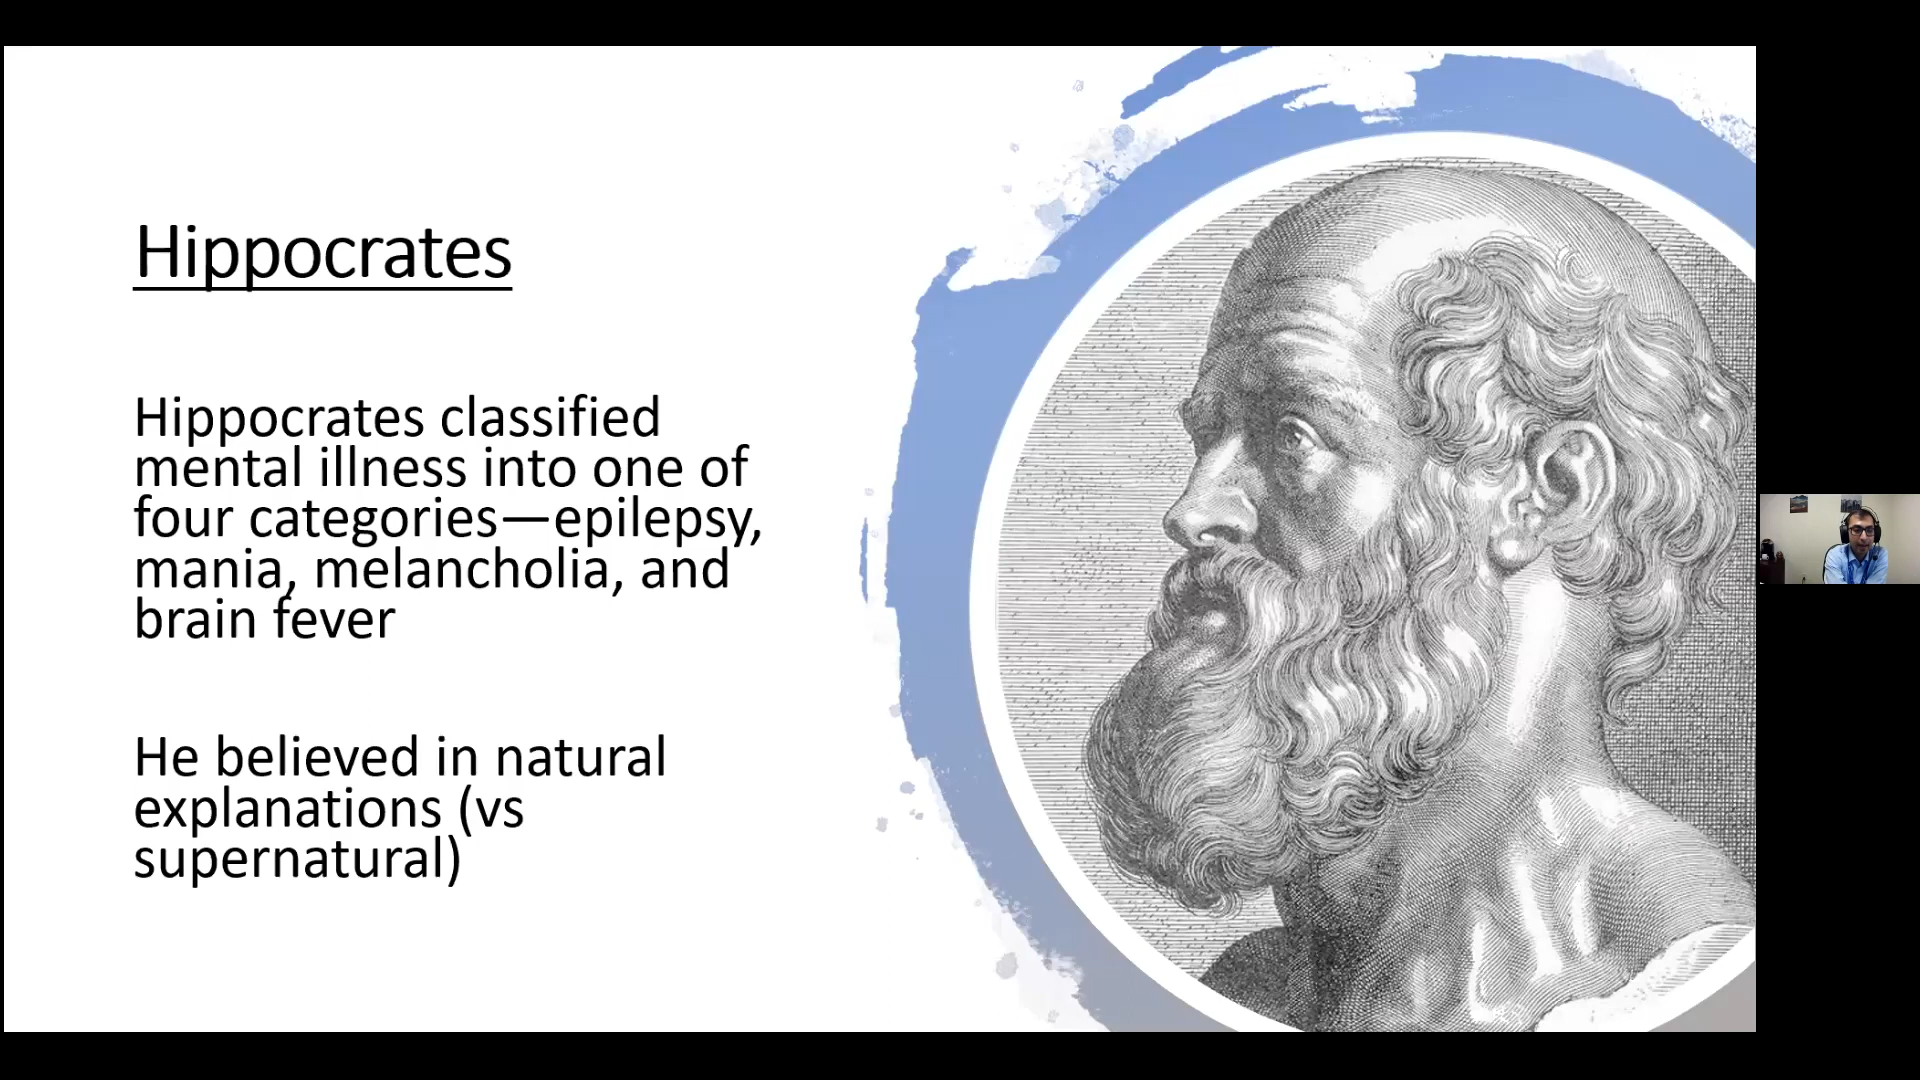 Hippocrates
Hippocrates classified
mental illness into one of
four categories—epilepsy,
mania, melancholia, and
brain fever
He believed in natural
explanations (vs
supernatural)